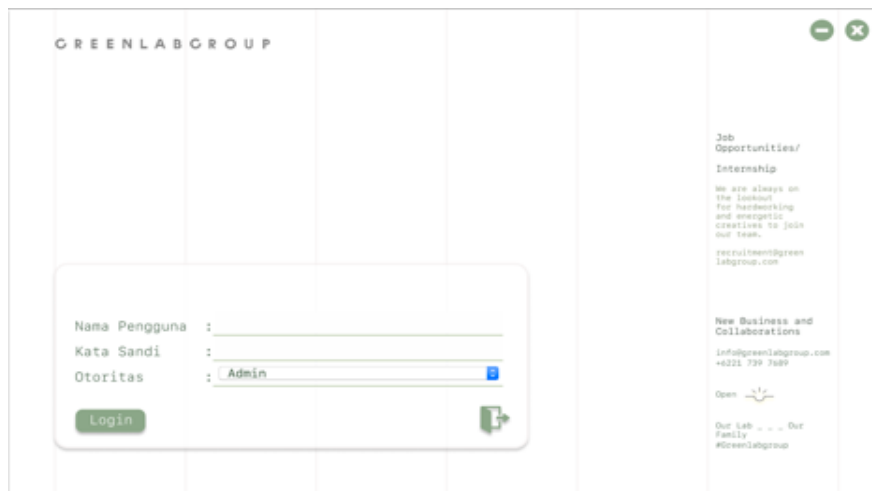 GREENLABGROUP
Job
Opportunities/
Internship
We are always on
the lookout
for hardworking
and energetic
creatives to join
our team.
recruitment@green
labgroup.com
Nama Pengguna :
Kata Sandi :
Otoritas : Admin
Login
New Business and
Collaborations
info@greenlabgroup.com
+6221 739 7689
Open
Our Lab _ _ _ Our
Family
#Greenlabgroup